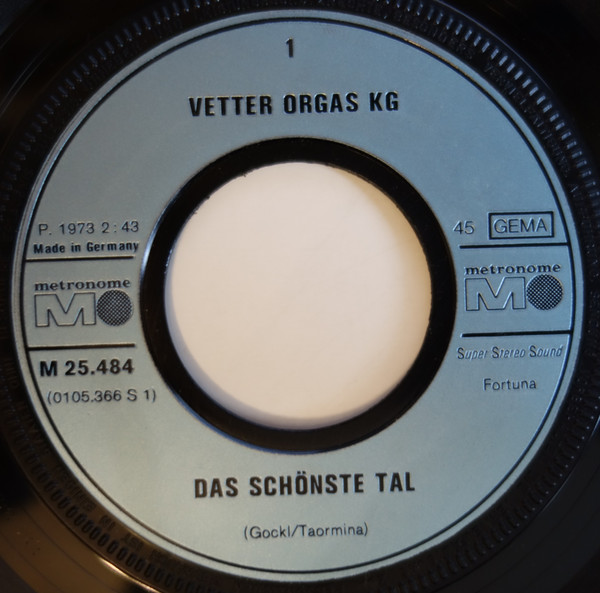 1
VETTER ORGAS KG
P. 1973 2:43
Made in Germany
metronome
M
M 25.484
(0105.366 S 1)
45 GEMA
metronome
M
Super Stereo Sound
Fortuna
DAS SCHÖNSTE TAL
(Gockl/Taormina)